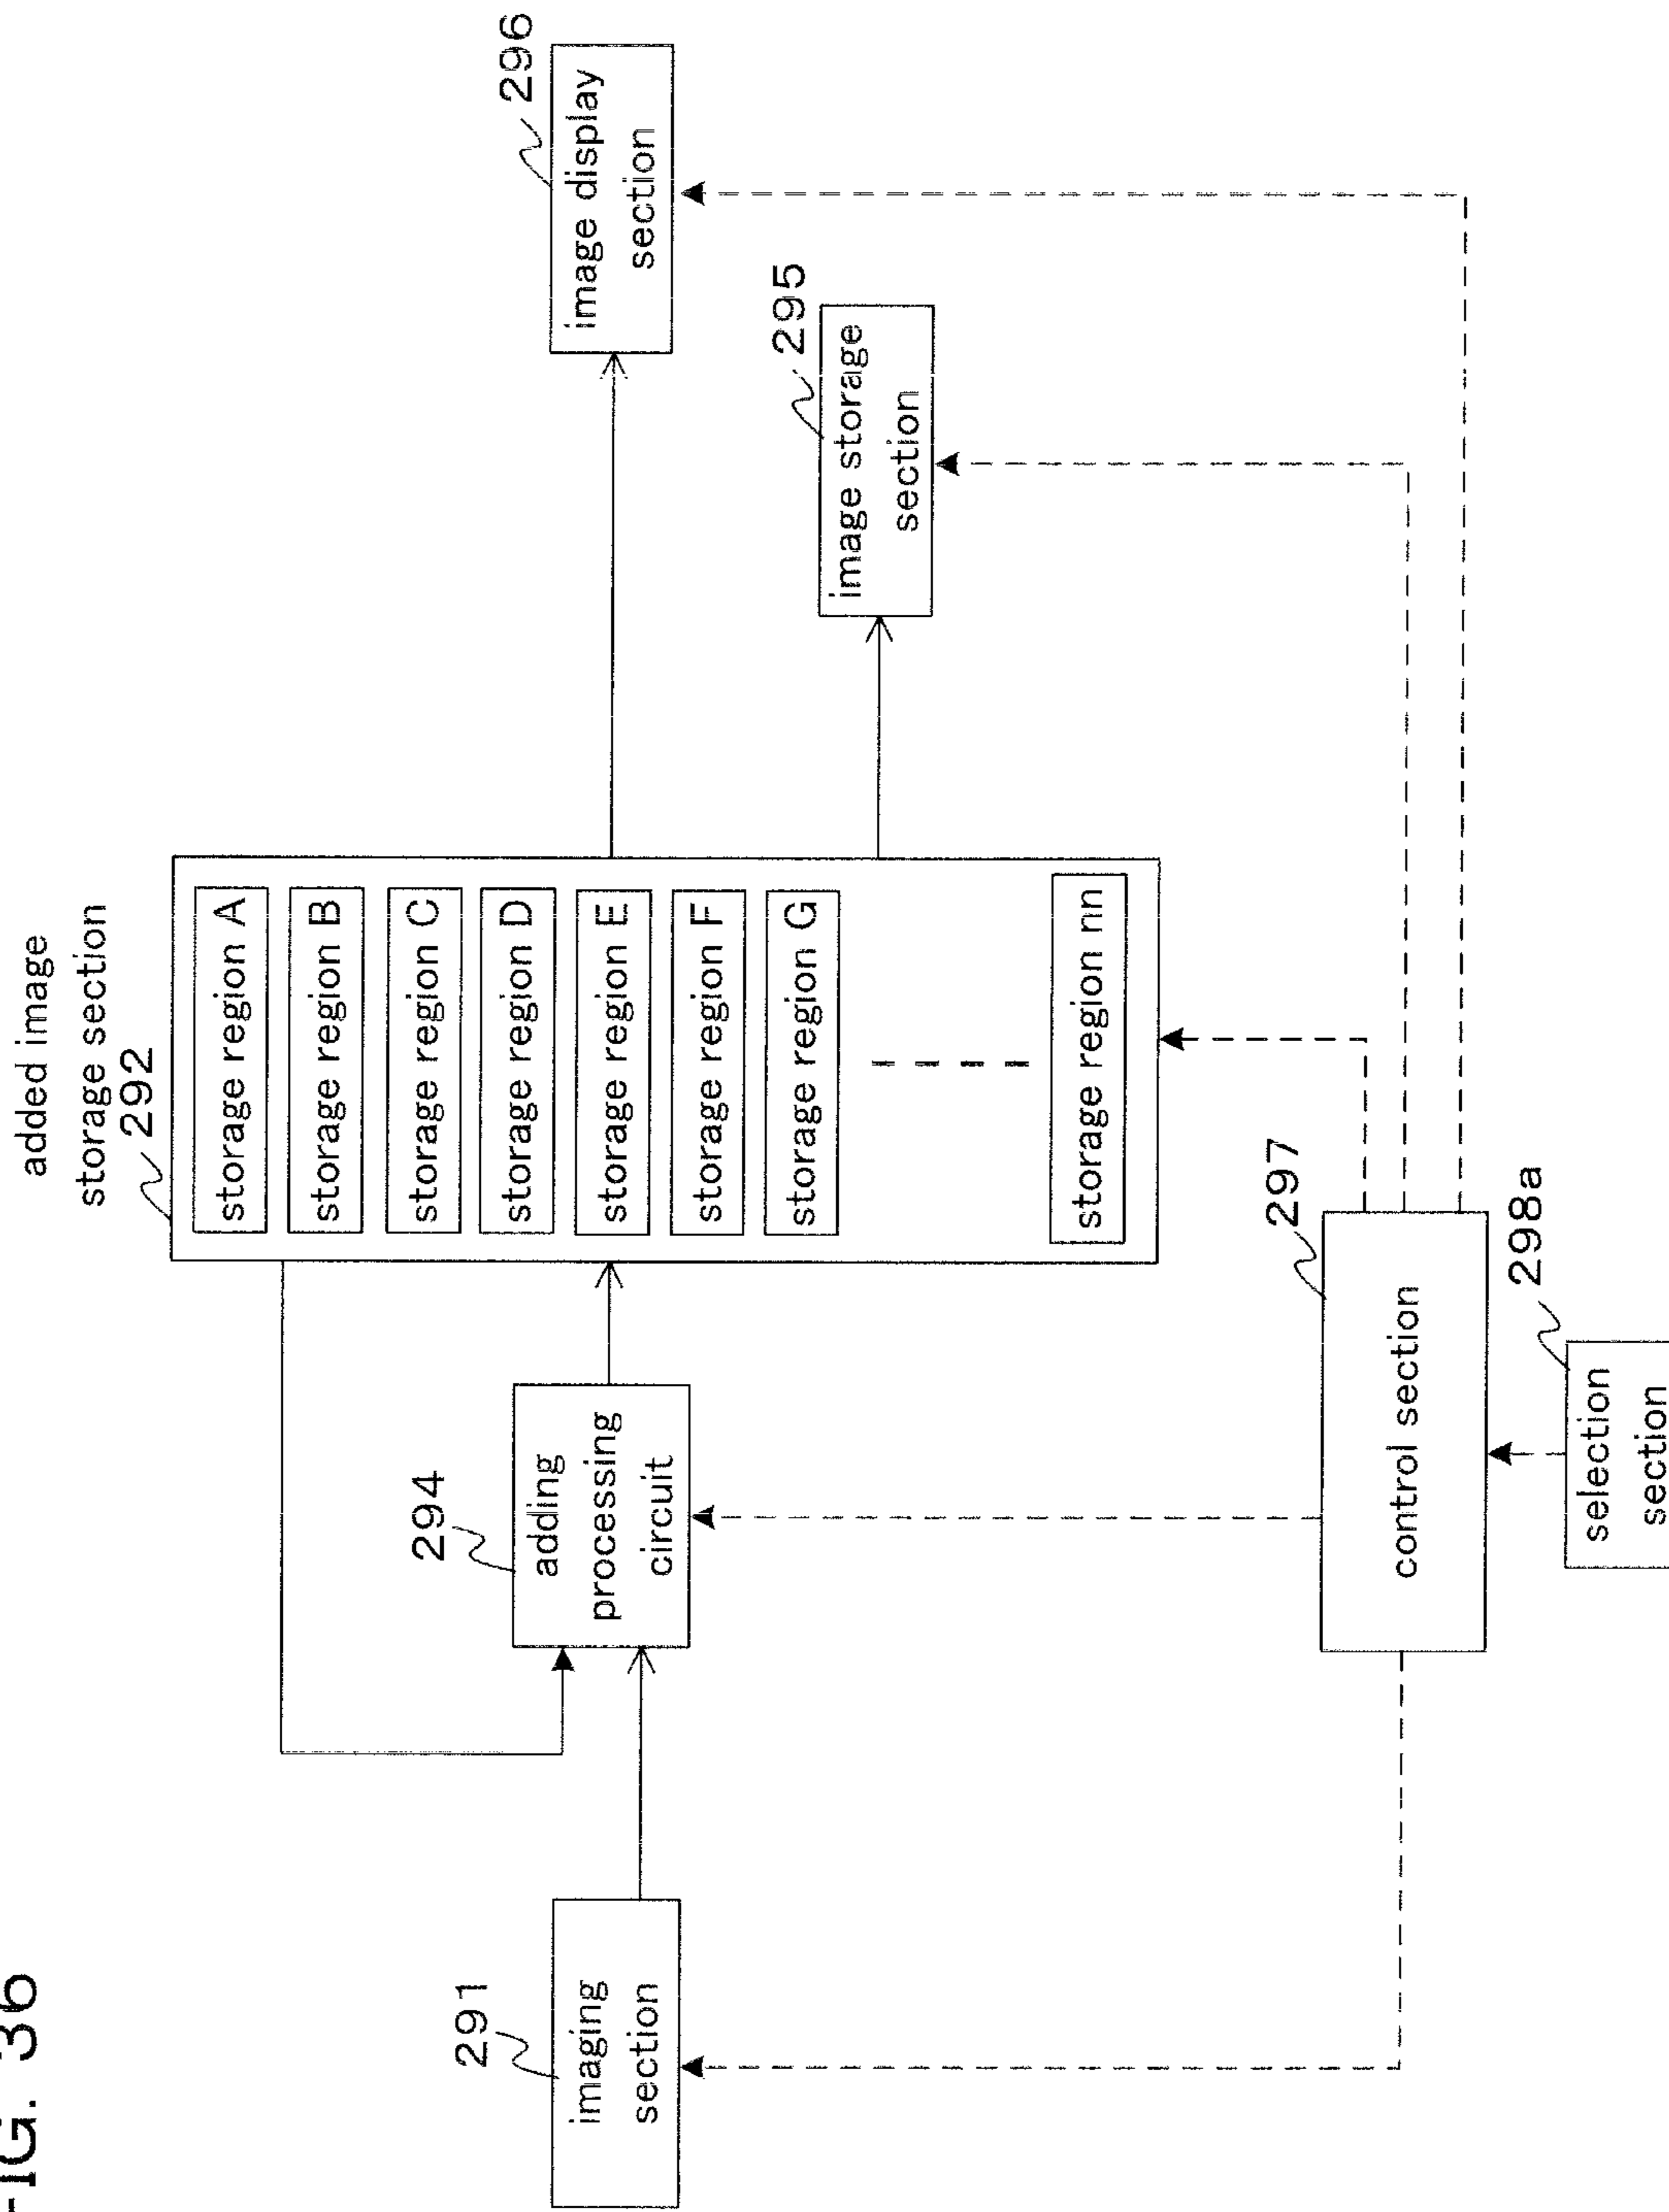 FIG. 36
added image
storage section
292
storage region A
storage region B
storage region C
storage region D
storage region E
storage region F
storage region G
storage region nn
291
imaging
section
294
adding
processing
circuit
296
image display
section
295
image storage
section
297
control section
298a
selection
section